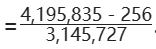 = 4,195,835 - 256
3,145,727.